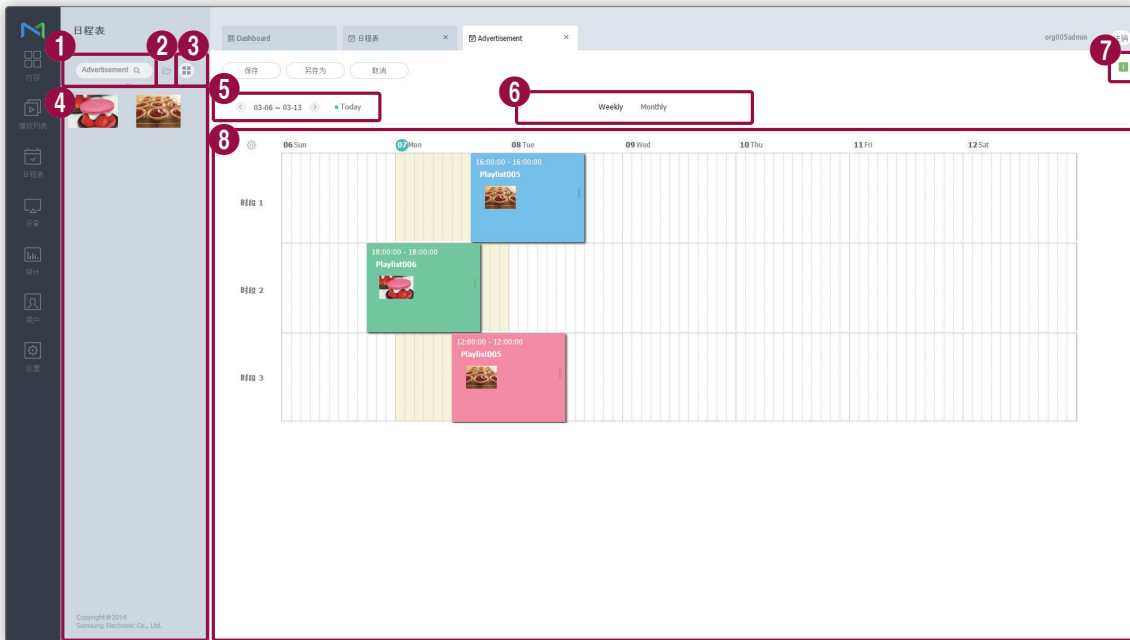 日程表
Dashboard
日程表 ×
Advertisement ×
org005admin
1
2
3
7
Advertisement
保存
另存为
取消
内容
4
5
6
< 03-06 ~ 03-13 >
Today
Weekly
Monthly
播放列表
8
06 Sun
07 Mon
08 Tue
09 Wed
10 Thu
11 Fri
12 Sat
日程表
16:00:00 - 16:00:00
Playlist005
时段 1
设备
18:00:00 - 18:00:00
Playlist006
统计
时段 2
用户
12:00:00 - 12:00:00
Playlist005
设置
时段 3
Copyright@2014
Samsung Electronic Co., Ltd.